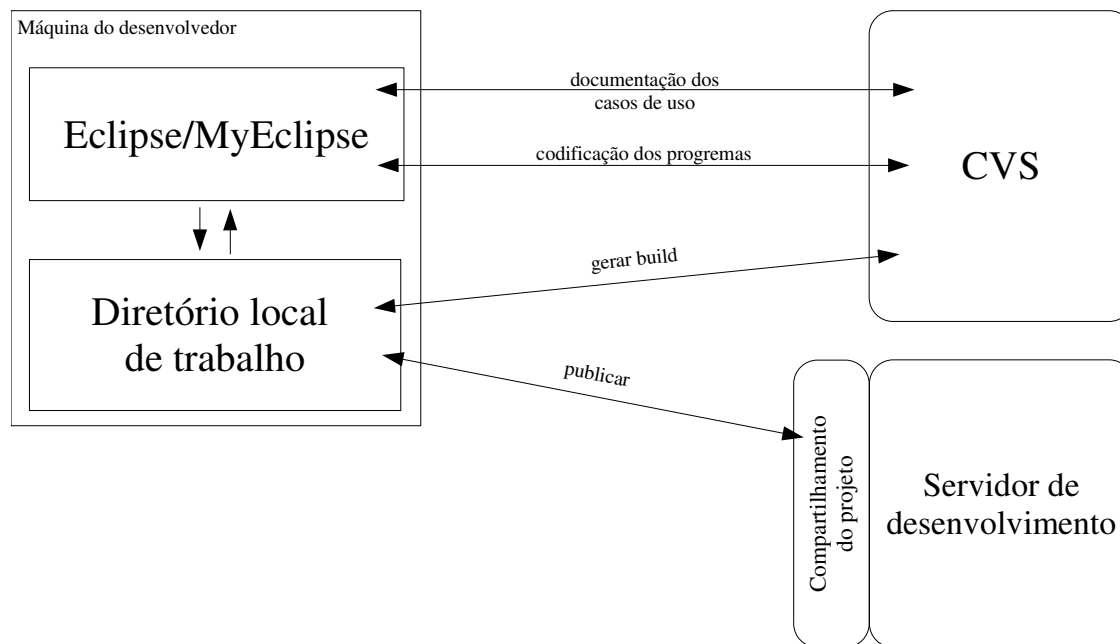 Máquina do desenvolvedor
Eclipse/MyEclipse
documentação dos
casos de uso
codificação dos progremas
CVS
gerar build
Diretório local
de trabalho
publicar
Compartilhamento
do projeto
Servidor de
desenvolvimento